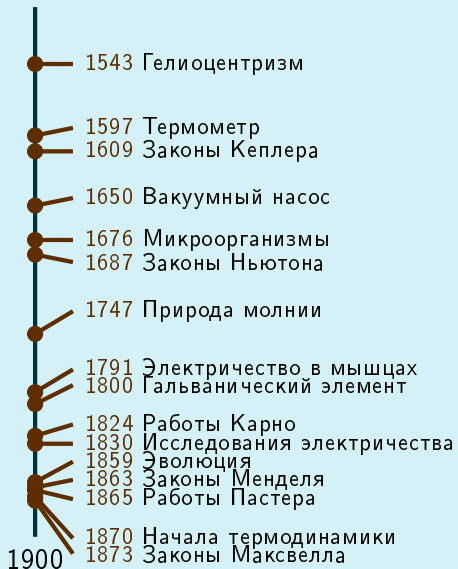 1543 Гелиоцентризм
1597 Термометр
1609 Законы Кеплера
1650 Вакуумный насос
1676 Микроорганизмы
1687 Законы Ньютона
1747 Природа молнии
1791 Электричество в мышцах
1800 Гальванический элемент
1824 Работы Карно
1830 Исследования электричества
1859 Эволюция
1863 Законы Менделя
1865 Работы Пастера
1870 Начала термодинамики
1873 Законы Максвелла
1900